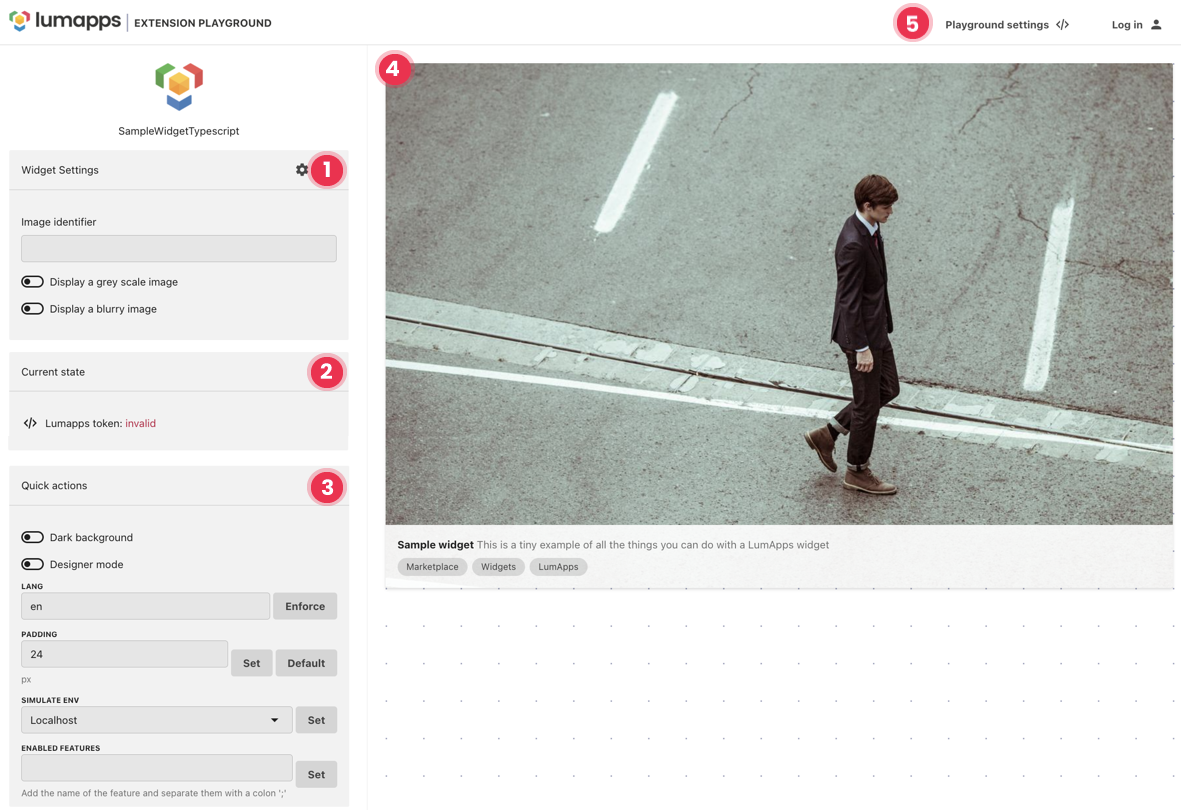 lumapps EXTENSION PLAYGROUND
5 Playground settings </> Log in
SampleWidgetTypescript
Widget Settings 1
Image identifier
Display a grey scale image
Display a blurry image
Current state 2
</> Lumapps token: invalid
Quick actions 3
Dark background
Designer mode
LANG
en Enforce
PADDING
24 Set Default
px
SIMULATE ENV
Localhost Set
ENABLED FEATURES
Set
Add the name of the feature and separate them with a colon ';'
4
Sample widget This is a tiny example of all the things you can do with a LumApps widget
Marketplace Widgets LumApps